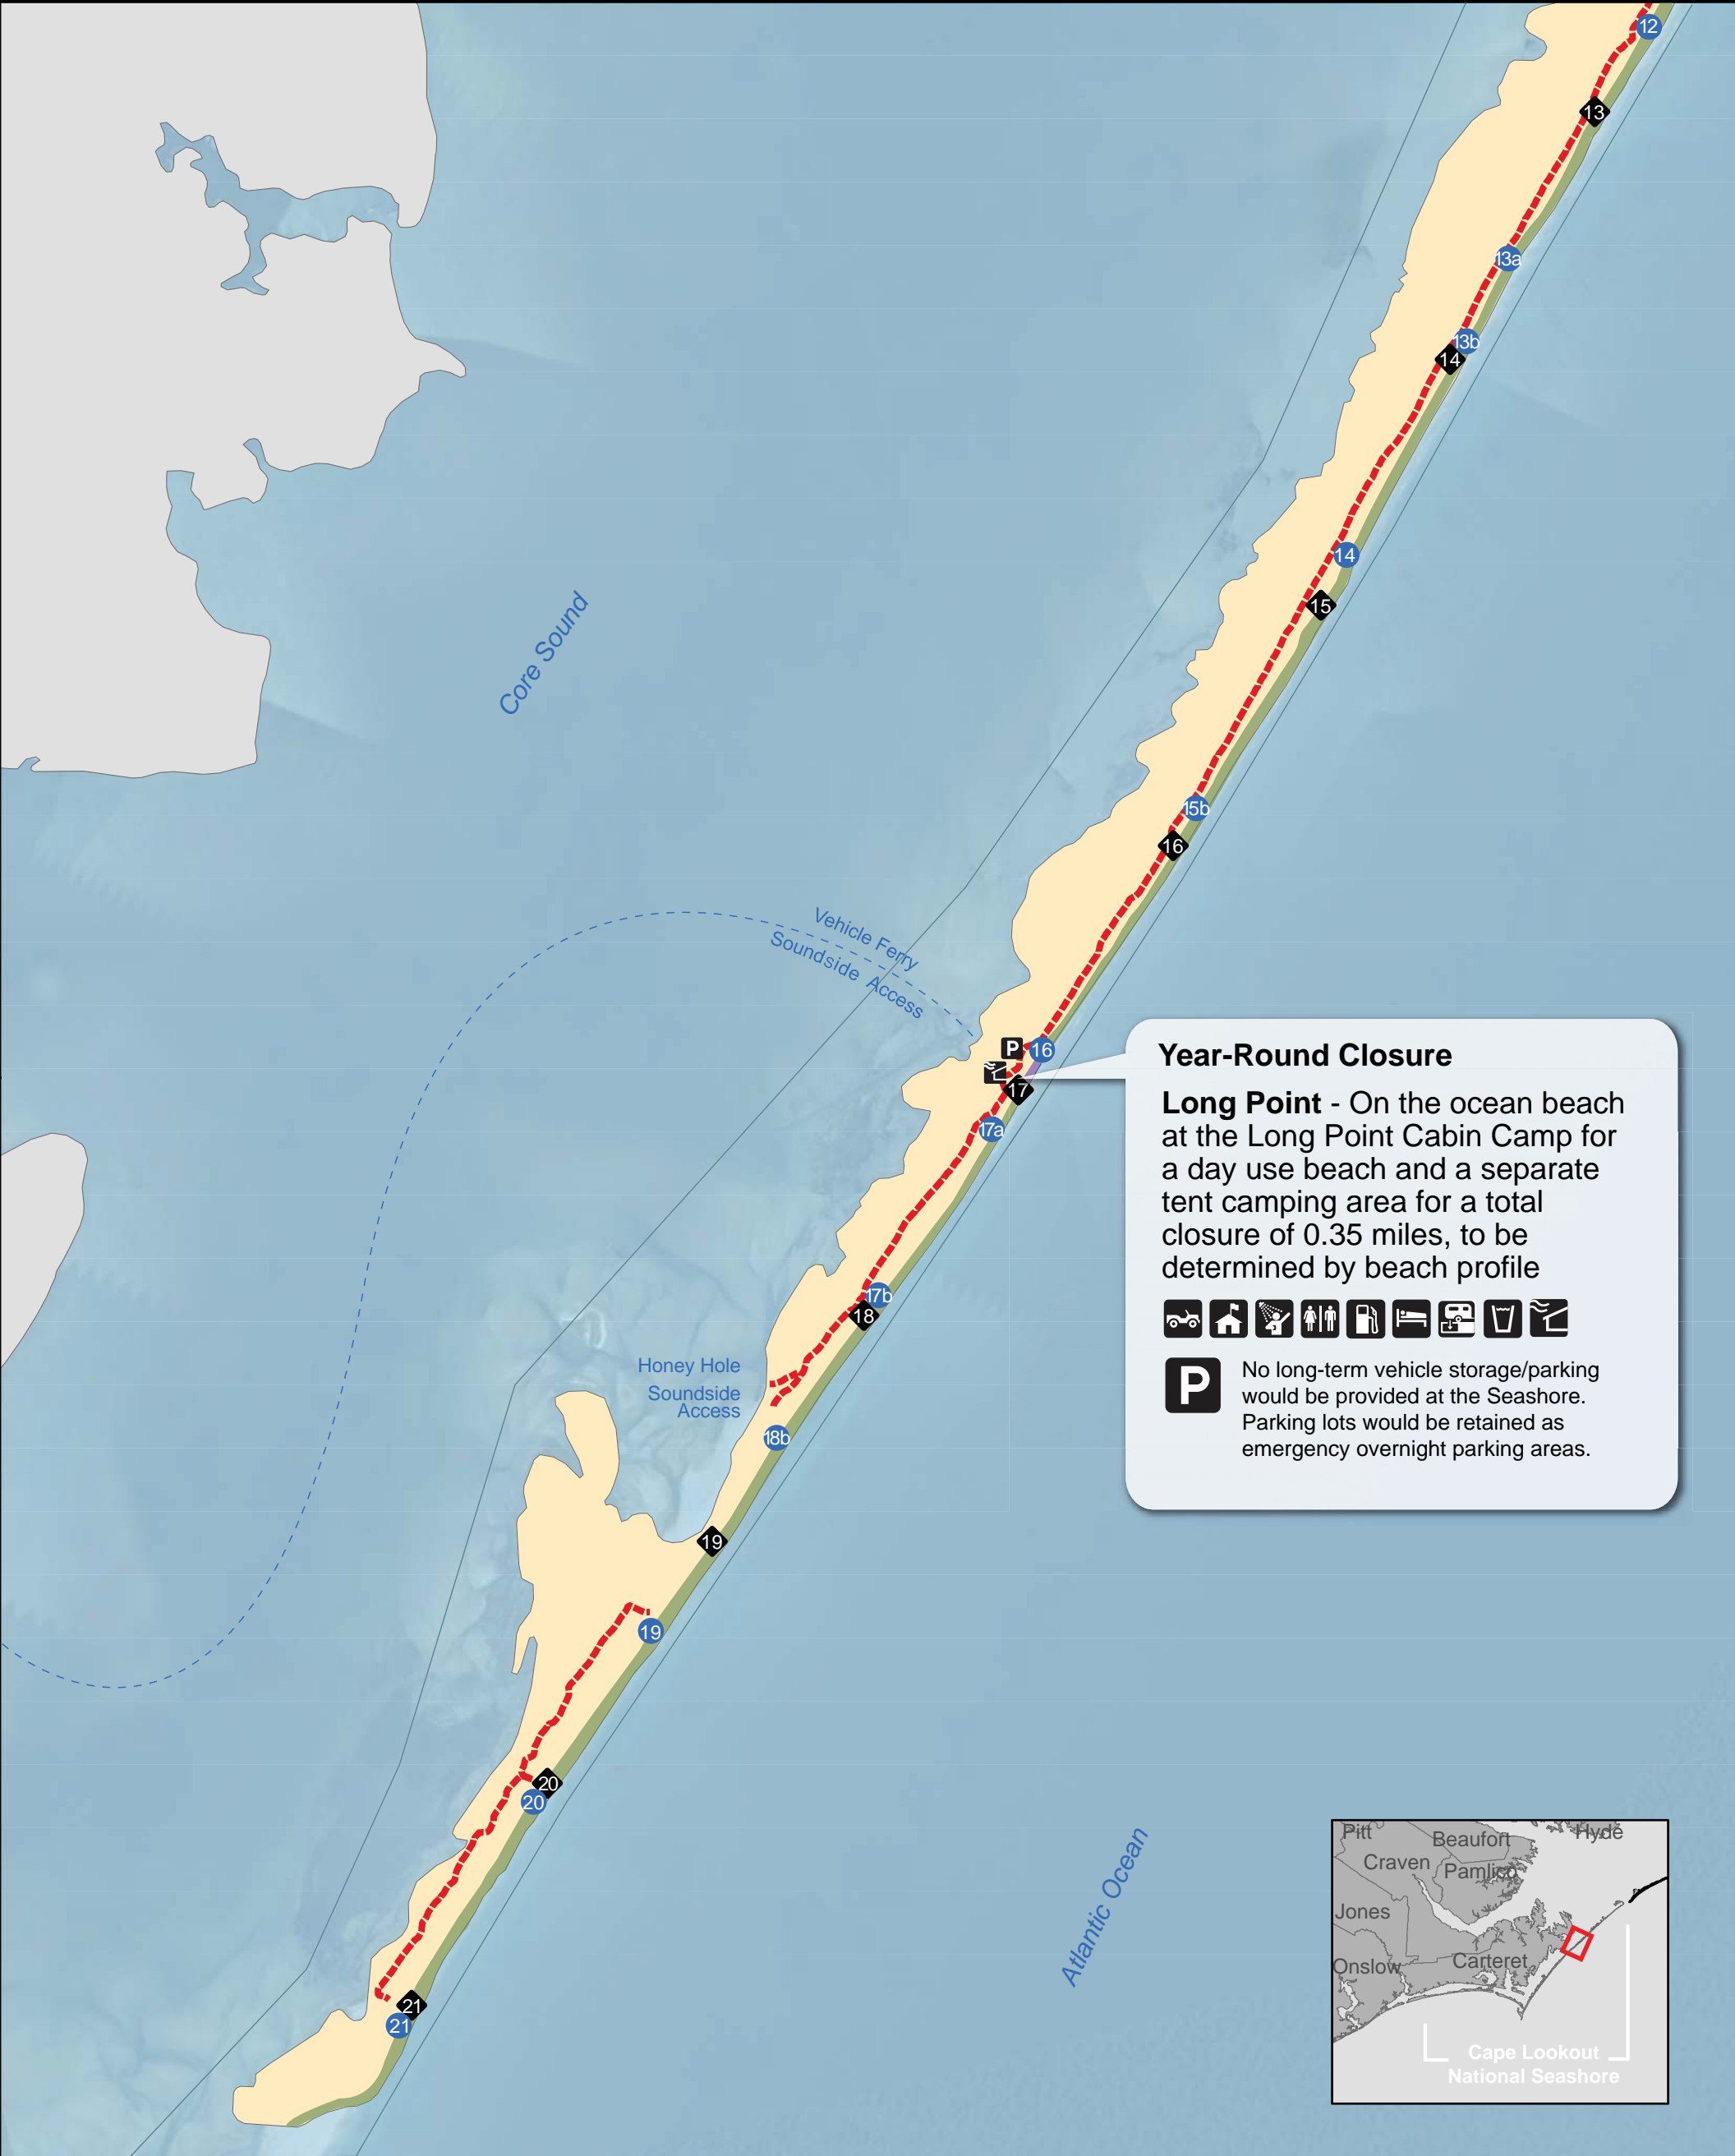 12
13
13a
13b
14
14
15
Core Sound
15b
16
Vehicle Ferry
Soundside Access
P
16
17
17a
Year-Round Closure
Long Point - On the ocean beach
at the Long Point Cabin Camp for
a day use beach and a separate
tent camping area for a total
closure of 0.35 miles, to be
determined by beach profile
P
No long-term vehicle storage/parking
would be provided at the Seashore.
Parking lots would be retained as
emergency overnight parking areas.
17b
18
Honey Hole
Soundside
Access
18b
19
19
20
20
Atlantic Ocean
21
21
Pitt
Beaufort
Hyde
Craven
Pamlico
Jones
Onslow
Carteret
Cape Lookout
National Seashore